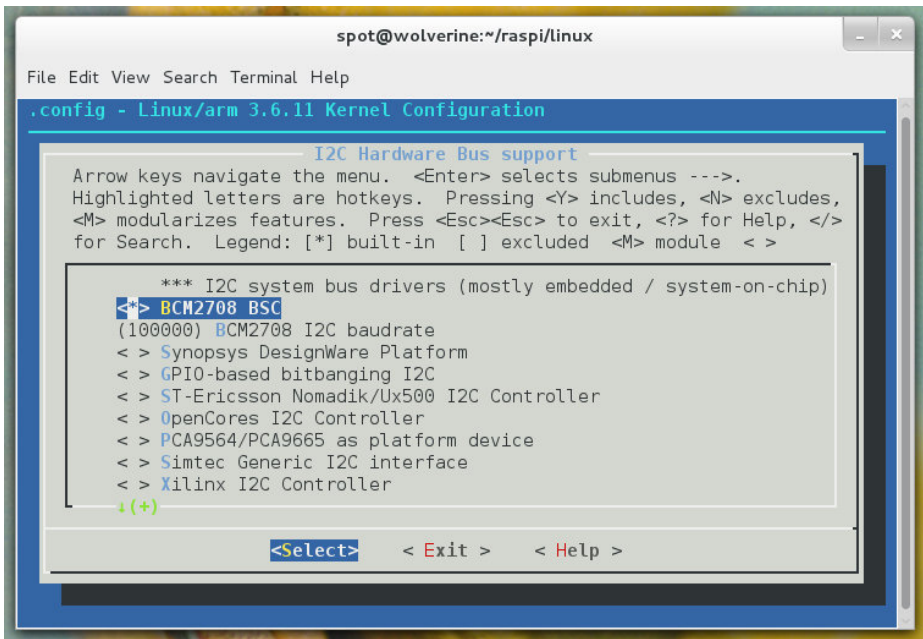 spot@wolverine:~/raspi/linux
File Edit View Search Terminal Help
.config - Linux/arm 3.6.11 Kernel Configuration
I2C Hardware Bus support
Arrow keys navigate the menu. <Enter> selects submenus --->.
Highlighted letters are hotkeys. Pressing <Y> includes, <N> excludes,
<M> modularizes features. Press <Esc><Esc> to exit, <?> for Help, </>
for Search. Legend: [*] built-in [ ] excluded <M> module < >
*** I2C system bus drivers (mostly embedded / system-on-chip)
<*> BCM2708 BSC
(100000) BCM2708 I2C baudrate
< > Synopsys DesignWare Platform
< > GPIO-based bitbanging I2C
< > ST-Ericsson Nomadik/Ux500 I2C Controller
< > OpenCores I2C Controller
< > PCA9564/PCA9665 as platform device
< > Simtec Generic I2C interface
< > Xilinx I2C Controller
↓(+)
<Select> < Exit > < Help >